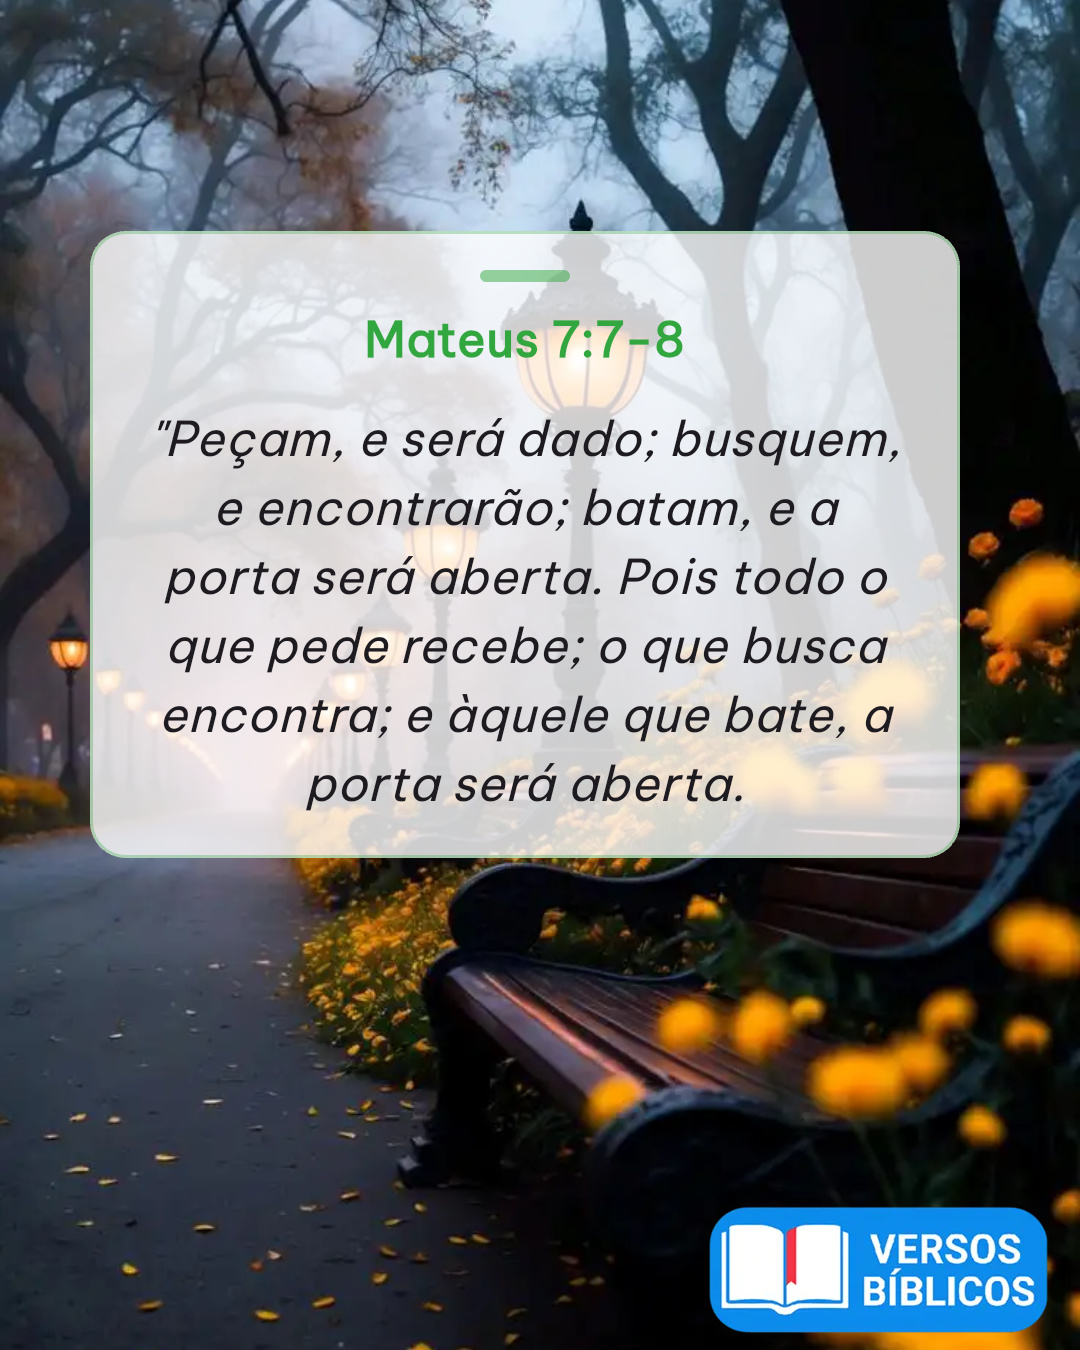 Mateus 7:7-8
"Peçam, e será dado; busquem,
e encontrarão; batam, e a
porta será aberta. Pois todo o
que pede recebe; o que busca
encontra; e àquele que bate, a
porta será aberta.
VERSOS
BÍBLICOS